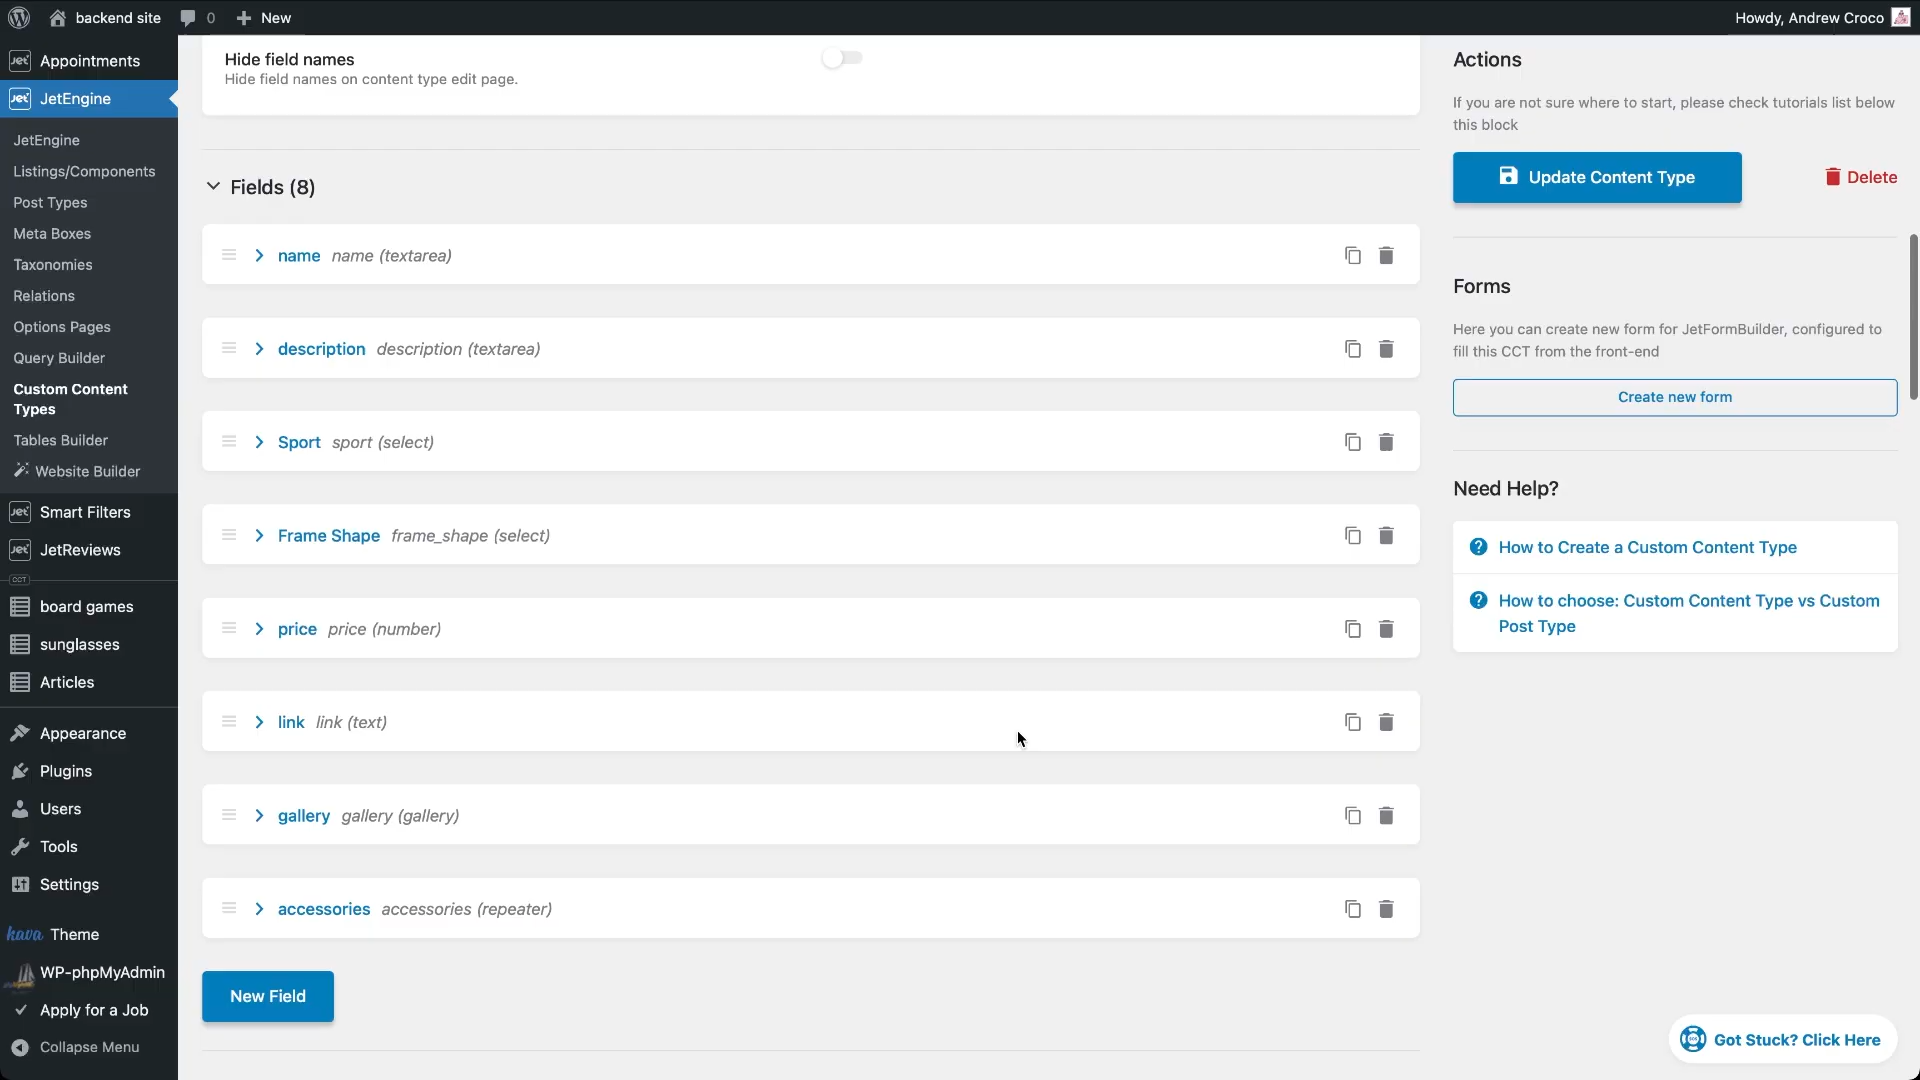 backend site
0
New
Howdy, Andrew Croco
Jet Appointments
Jet JetEngine
JetEngine
Listings/Components
Post Types
Meta Boxes
Taxonomies
Relations
Options Pages
Query Builder
Custom Content
Types
Tables Builder
Website Builder
Jet Smart Filters
Jet JetReviews
CCT
board games
sunglasses
Articles
Appearance
Plugins
Users
Tools
Settings
kava Theme
WP-phpMyAdmin
Apply for a Job
Collapse Menu
Hide field names
Hide field names on content type edit page.
Fields (8)
name name (textarea)
description description (textarea)
Sport sport (select)
Frame Shape frame_shape (select)
price price (number)
link link (text)
gallery gallery (gallery)
accessories accessories (repeater)
New Field
Actions
If you are not sure where to start, please check tutorials list below
this block
Update Content Type
Delete
Forms
Here you can create new form for JetFormBuilder, configured to
fill this CCT from the front-end
Create new form
Need Help?
How to Create a Custom Content Type
How to choose: Custom Content Type vs Custom
Post Type
Got Stuck? Click Here